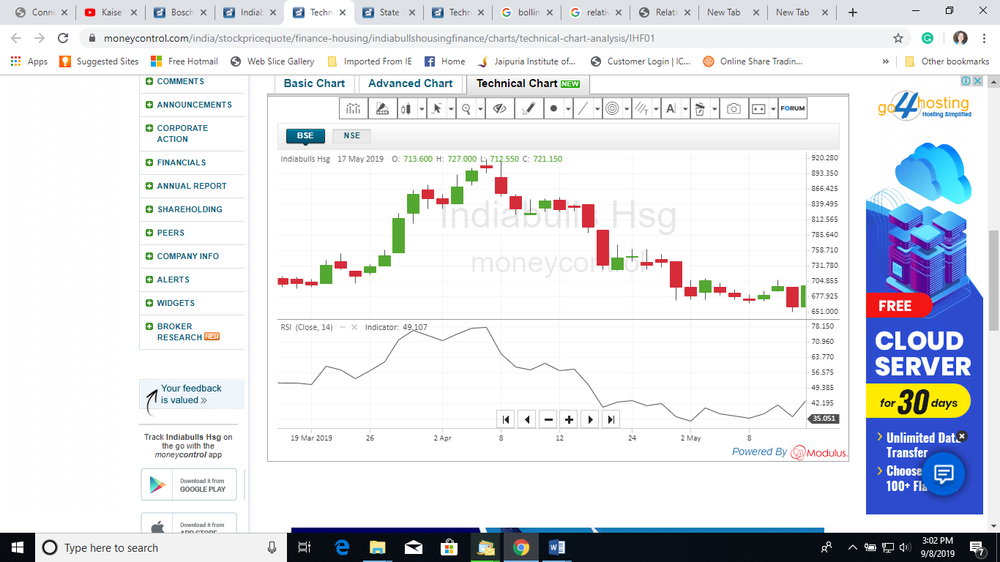 Conne
Kaise
Bosch
Indiab
Techn
State
Techn
bollin
relativ
Relati
New Tab
New Tab
moneycontrol.com/india/stockpricequote/finance-housing/indiabullshousingfinance/charts/technical-chart-analysis/IHF01
Apps
Suggested Sites
Free Hotmail
Web Slice Gallery
Imported From IE
Home
Jaipuria Institute of...
Customer Login | IC...
Online Share Tradin...
»
Other bookmarks
COMMENTS
ANNOUNCEMENTS
CORPORATE
ACTION
FINANCIALS
ANNUAL REPORT
SHAREHOLDING
PEERS
COMPANY INFO
ALERTS
WIDGETS
BROKER
RESEARCH NEW
Your feedback
is valued »
Track Indiabulls Hsg on
the go with the
moneycontrol app
Download it from
GOOGLE PLAY
Download it from
APP STORE
Basic Chart
Advanced Chart
Technical Chart NEW
T
A
FORUM
BSE
NSE
Indiabulls Hsg 17 May 2019 O: 713.600 H: 727.000 L: 712.550 C: 721.150
Indiabulls Hsg
moneycontrol
920.280
893.350
866.425
839.495
812.565
785.640
758.710
731.780
704.855
677.925
651.000
RSI (Close, 14) Indicator: 49.107
78.150
70.960
63.770
56.575
49.385
42.195
35.051
19 Mar 2019
26
2 Apr
8
12
24
2 May
8
Powered By Modulus.
go4hosting
Hosting Simplified
FREE
CLOUD
SERVER
for 30 days
Unlimited Data
Transfer
Choose
100+ Fla
Type here to search
3:02 PM
9/8/2019
7